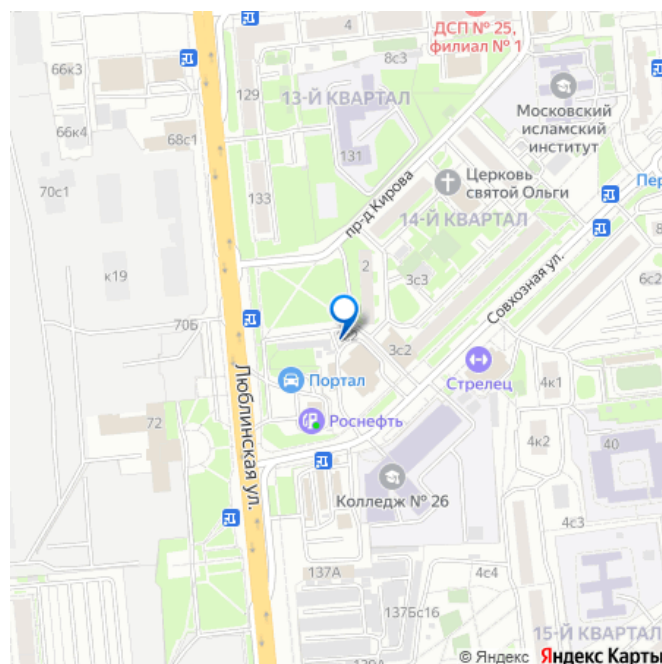 ДСП № 25,
филиал № 1
8с3
66к3
129
13-Й КВАРТАЛ
Московский
исламский
институт
66к4
68с1
131
Церковь
святой Ольги
Пер
70с1
133
пр-д Кирова
14-Й КВАРТАЛ
к19
2
3с3
Совхозная ул.
6с2
70Б
3с2
Стрелец
Портал
4к1
Люблинская ул.
72
Роснефть
4к2
40
Колледж № 26
4с3
137А
4с4
137Бс16
15-Й КВАРТАЛ
© Яндекс Яндекс Карты